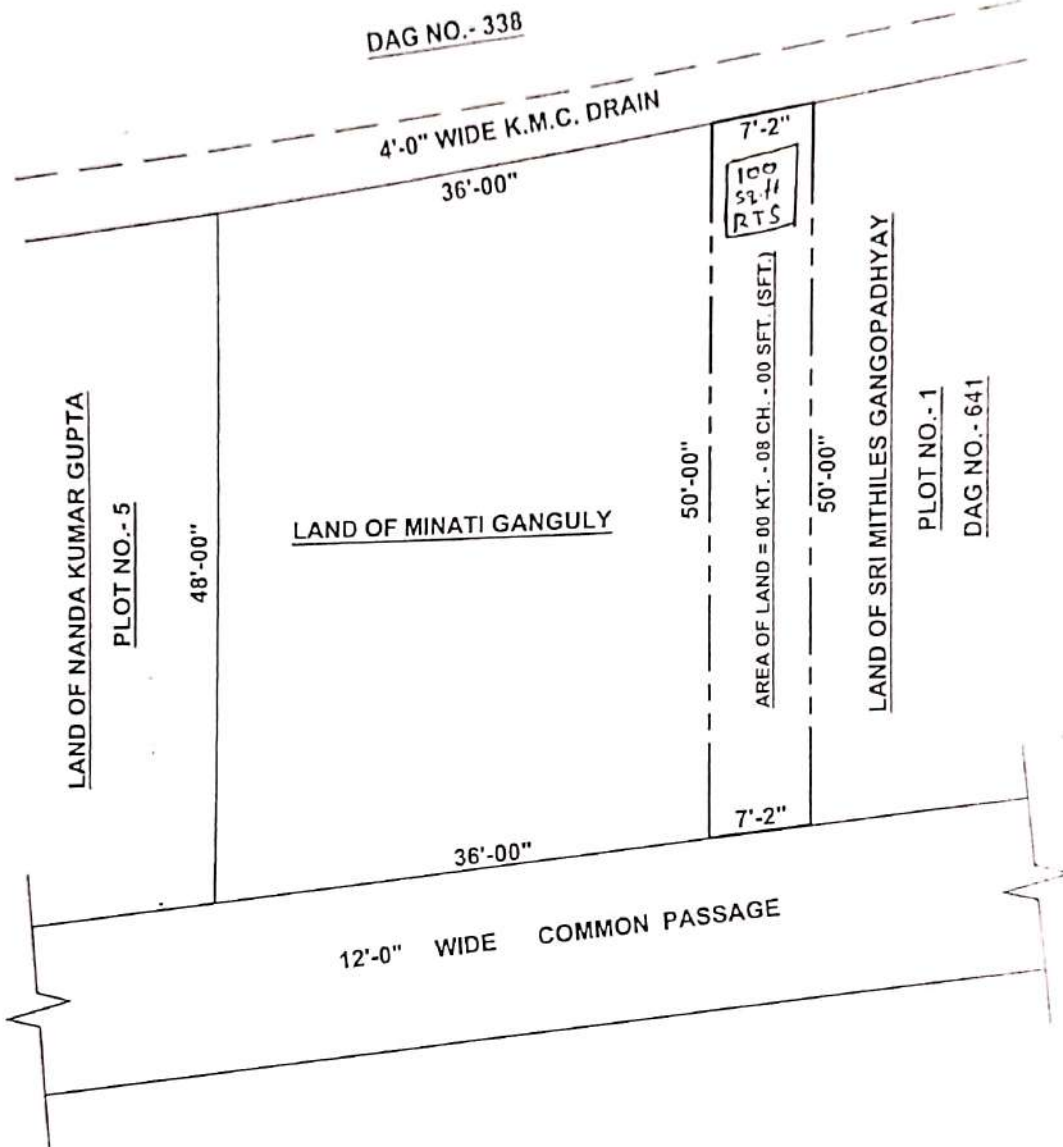 DAG NO.- 338
4'-0" WIDE K.M.C. DRAIN
36'-00"
7'-2"
100
sq.ft
RTS
LAND OF NANDA KUMAR GUPTA
PLOT NO.- 5
48'-00"
LAND OF MINATI GANGULY
50'-00"
AREA OF LAND = 00 KT. - 08 CH. - 00 SFT. (SFT.)
50'-00"
LAND OF SRI MITHILES GANGOPADHYAY
PLOT NO.- 1
DAG NO.- 641
7'-2"
36'-00"
12'-0" WIDE COMMON PASSAGE